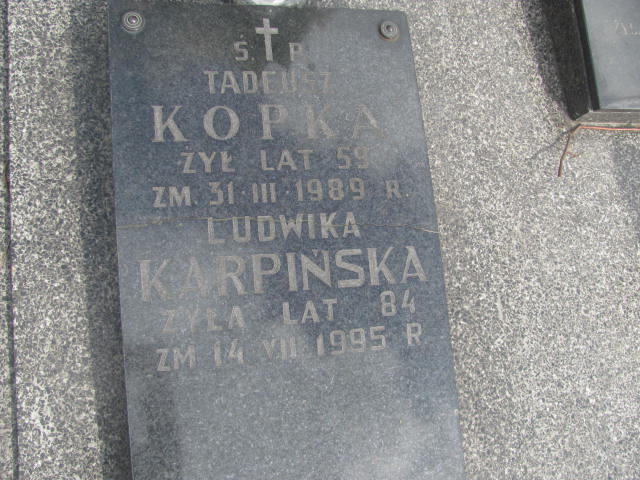 Ś. P.
TADEUSZ
KOPKA
ŻYŁ LAT 59
ZM. 31·III·1989 R.
LUDWIKA
KARPIŃSKA
ŻYŁA LAT 84
ZM 14 VII 1995 R